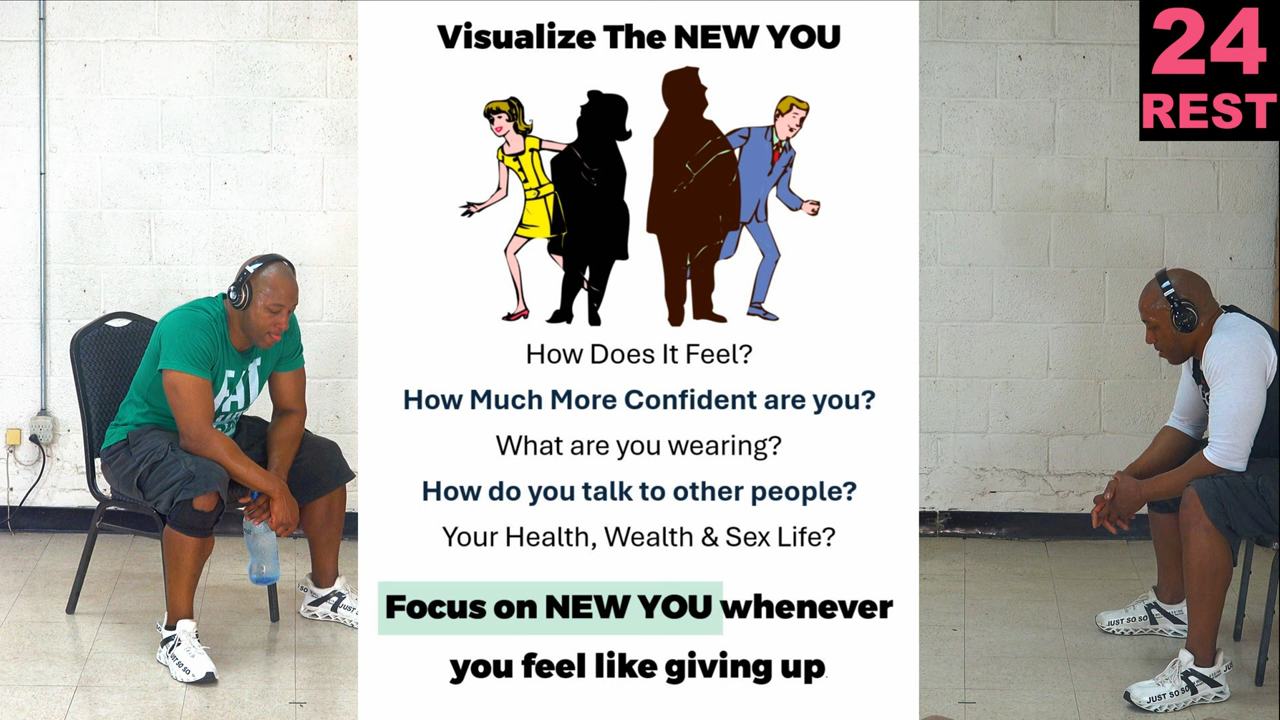 Visualize The NEW YOU
24
REST
How Does It Feel?
How Much More Confident are you?
What are you wearing?
How do you talk to other people?
Your Health, Wealth & Sex Life?
Focus on NEW YOU whenever
you feel like giving up.
JUST SO SO
JUST SO SO